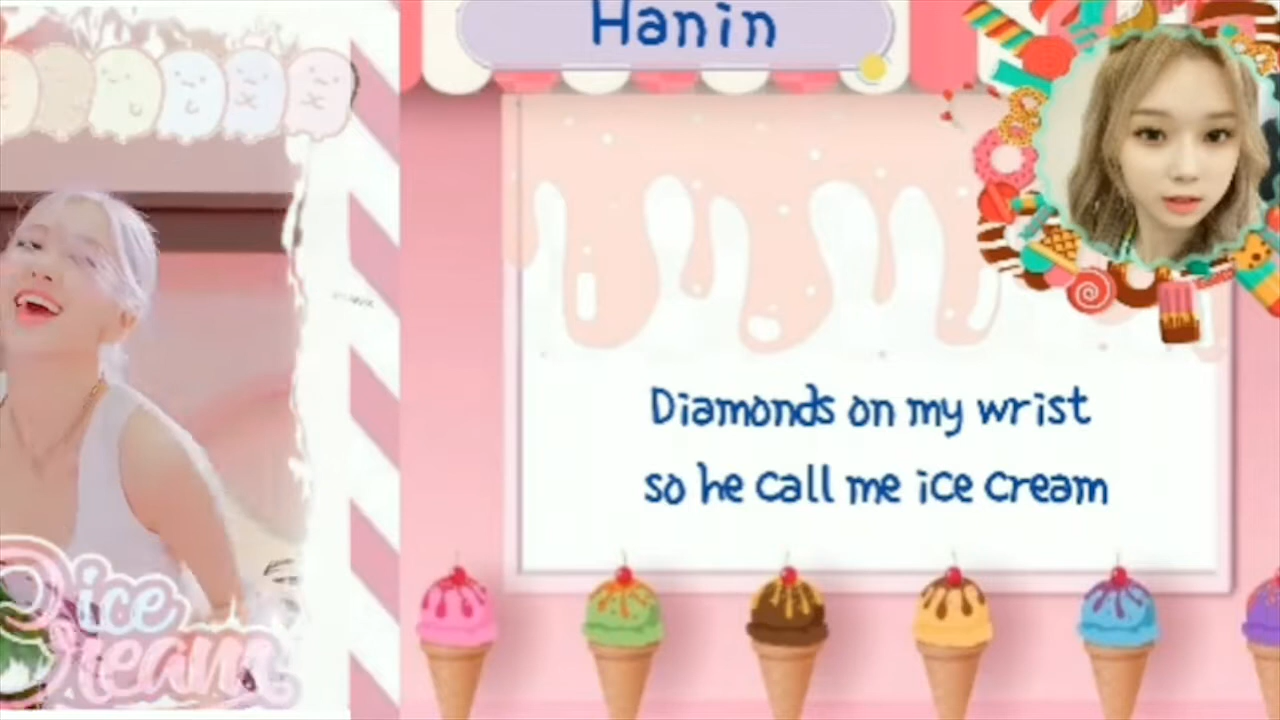 Hanin
Diamonds on my wrist
so he call me ice cream
ice
Cream